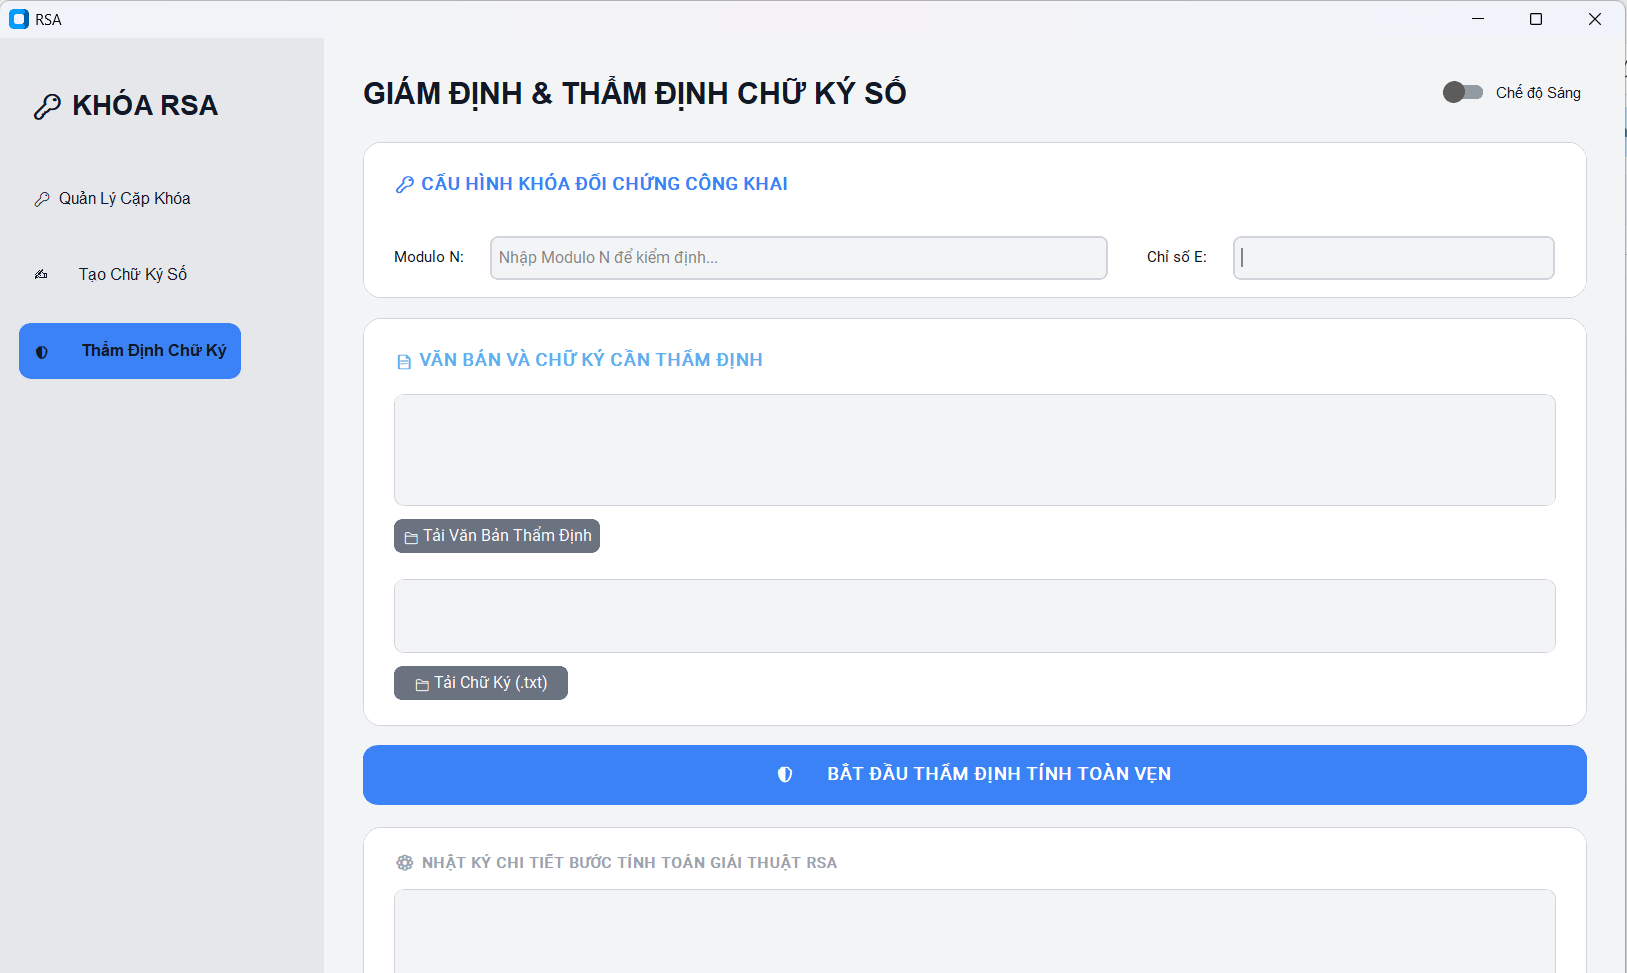 RSA
KHÓA RSA
Quản Lý Cặp Khóa
Tạo Chữ Ký Số
Thẩm Định Chữ Ký
GIÁM ĐỊNH & THẨM ĐỊNH CHỮ KÝ SỐ
Chế độ Sáng
CẤU HÌNH KHÓA ĐỐI CHỨNG CÔNG KHAI
Modulo N:
Nhập Modulo N để kiểm định...
Chỉ số E:
VĂN BẢN VÀ CHỮ KÝ CẦN THẨM ĐỊNH
Tải Văn Bản Thẩm Định
Tải Chữ Ký (.txt)
BẮT ĐẦU THẨM ĐỊNH TÍNH TOÀN VẸN
NHẬT KÝ CHI TIẾT BƯỚC TÍNH TOÁN GIẢI THUẬT RSA